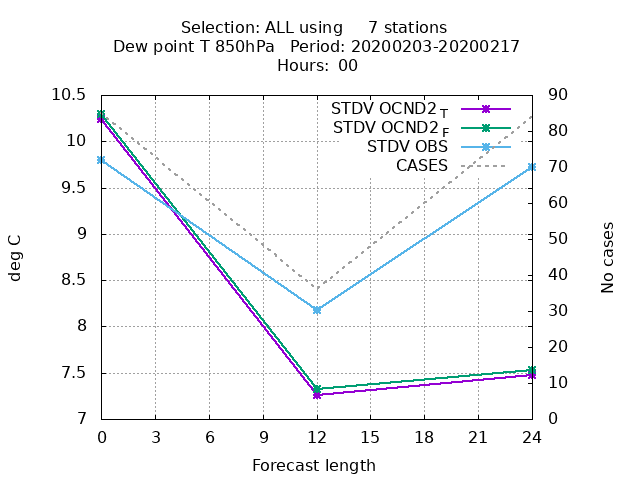 Selection: ALL using 7 stations
Dew point T 850hPa Period: 20200203-20200217
Hours: 00
10.5
10
9.5
9
8.5
8
7.5
7
90
80
70
60
50
40
30
20
10
0
STDV OCND2T
STDV OCND2F
STDV OBS
CASES
deg C
No cases
0 3 6 9 12 15 18 21 24
Forecast length